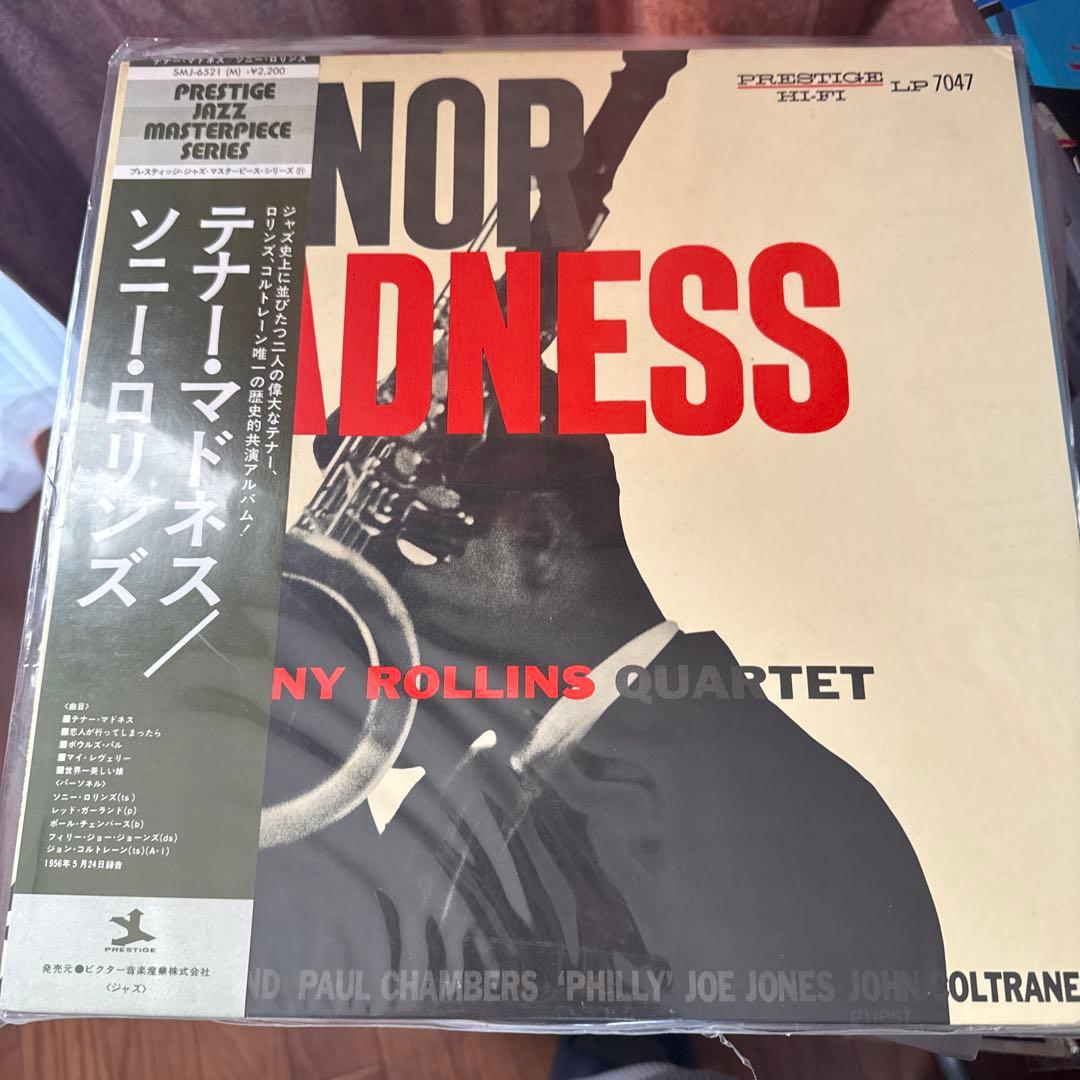 テナー・マドネス ソニー・ロリンズ
SMJ-6521 (M) ・¥2,200
PRESTIGE
JAZZ
MASTERPIECE
SERIES
プレスティッジ・ジャズ・マスターピース・シリーズ ㉑
ジャズ史上に並びたつ二人の偉大なテナー、
ロリンズ、コルトレーン唯一の歴史的共演アルバム!
テナー・マドネス/
ソニー・ロリンズ
〈曲目〉
■テナー・マドネス
■恋人が行ってしまったら
■ポウルズ・パル
■マイ・レヴェリー
■世界一美しい娘
〈パーソネル〉
ソニー・ロリンズ(ts)
レッド・ガーランド(p)
ポール・チェンバース(b)
フィリー・ジョー・ジョーンズ(ds)
ジョン・コルトレーン(ts)(A-1)
1956年5月24日録音
PRESTIGE
発売元●ビクター音楽産業株式会社
〈ジャズ〉
PRESTIGE
HI-FI
LP 7047
NOR
ADNESS
NY ROLLINS QUARTET
ND PAUL CHAMBERS 'PHILLY' JOE JONES JOHN COLTRANE
guest